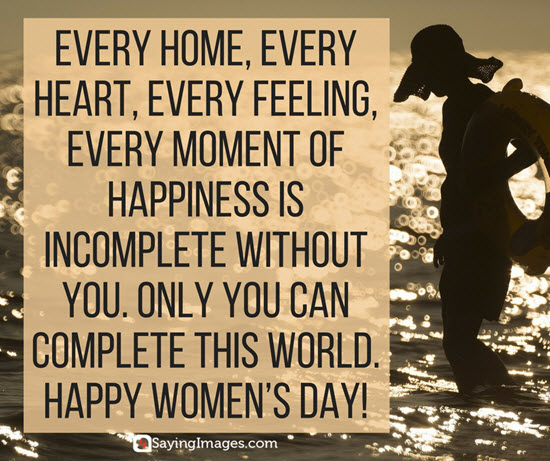 EVERY HOME, EVERY
HEART, EVERY FEELING,
EVERY MOMENT OF
HAPPINESS IS
INCOMPLETE WITHOUT
YOU. ONLY YOU CAN
COMPLETE THIS WORLD.
HAPPY WOMEN'S DAY!
SayingImages.com